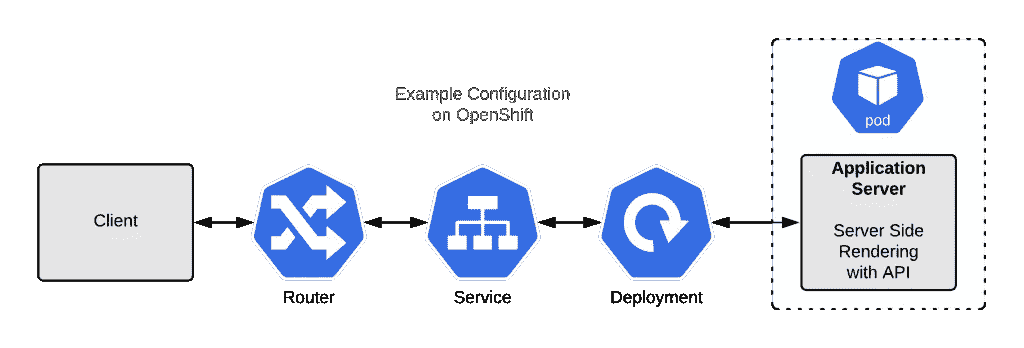 Example Configuration
on OpenShift
pod
Client
Application
Server
Server Side
Rendering
with API
Router
Service
Deployment